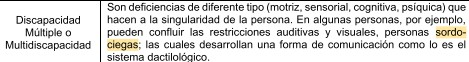 Discapacidad
Múltiple o
Multidiscapacidad
Son deficiencias de diferente tipo (motriz, sensorial, cognitiva, psíquica) que
hacen a la singularidad de la persona. En algunas personas, por ejemplo,
pueden confluir las restricciones auditivas y visuales, personas sordo-
ciegas; las cuales desarrollan una forma de comunicación como lo es el
sistema dactilológico.